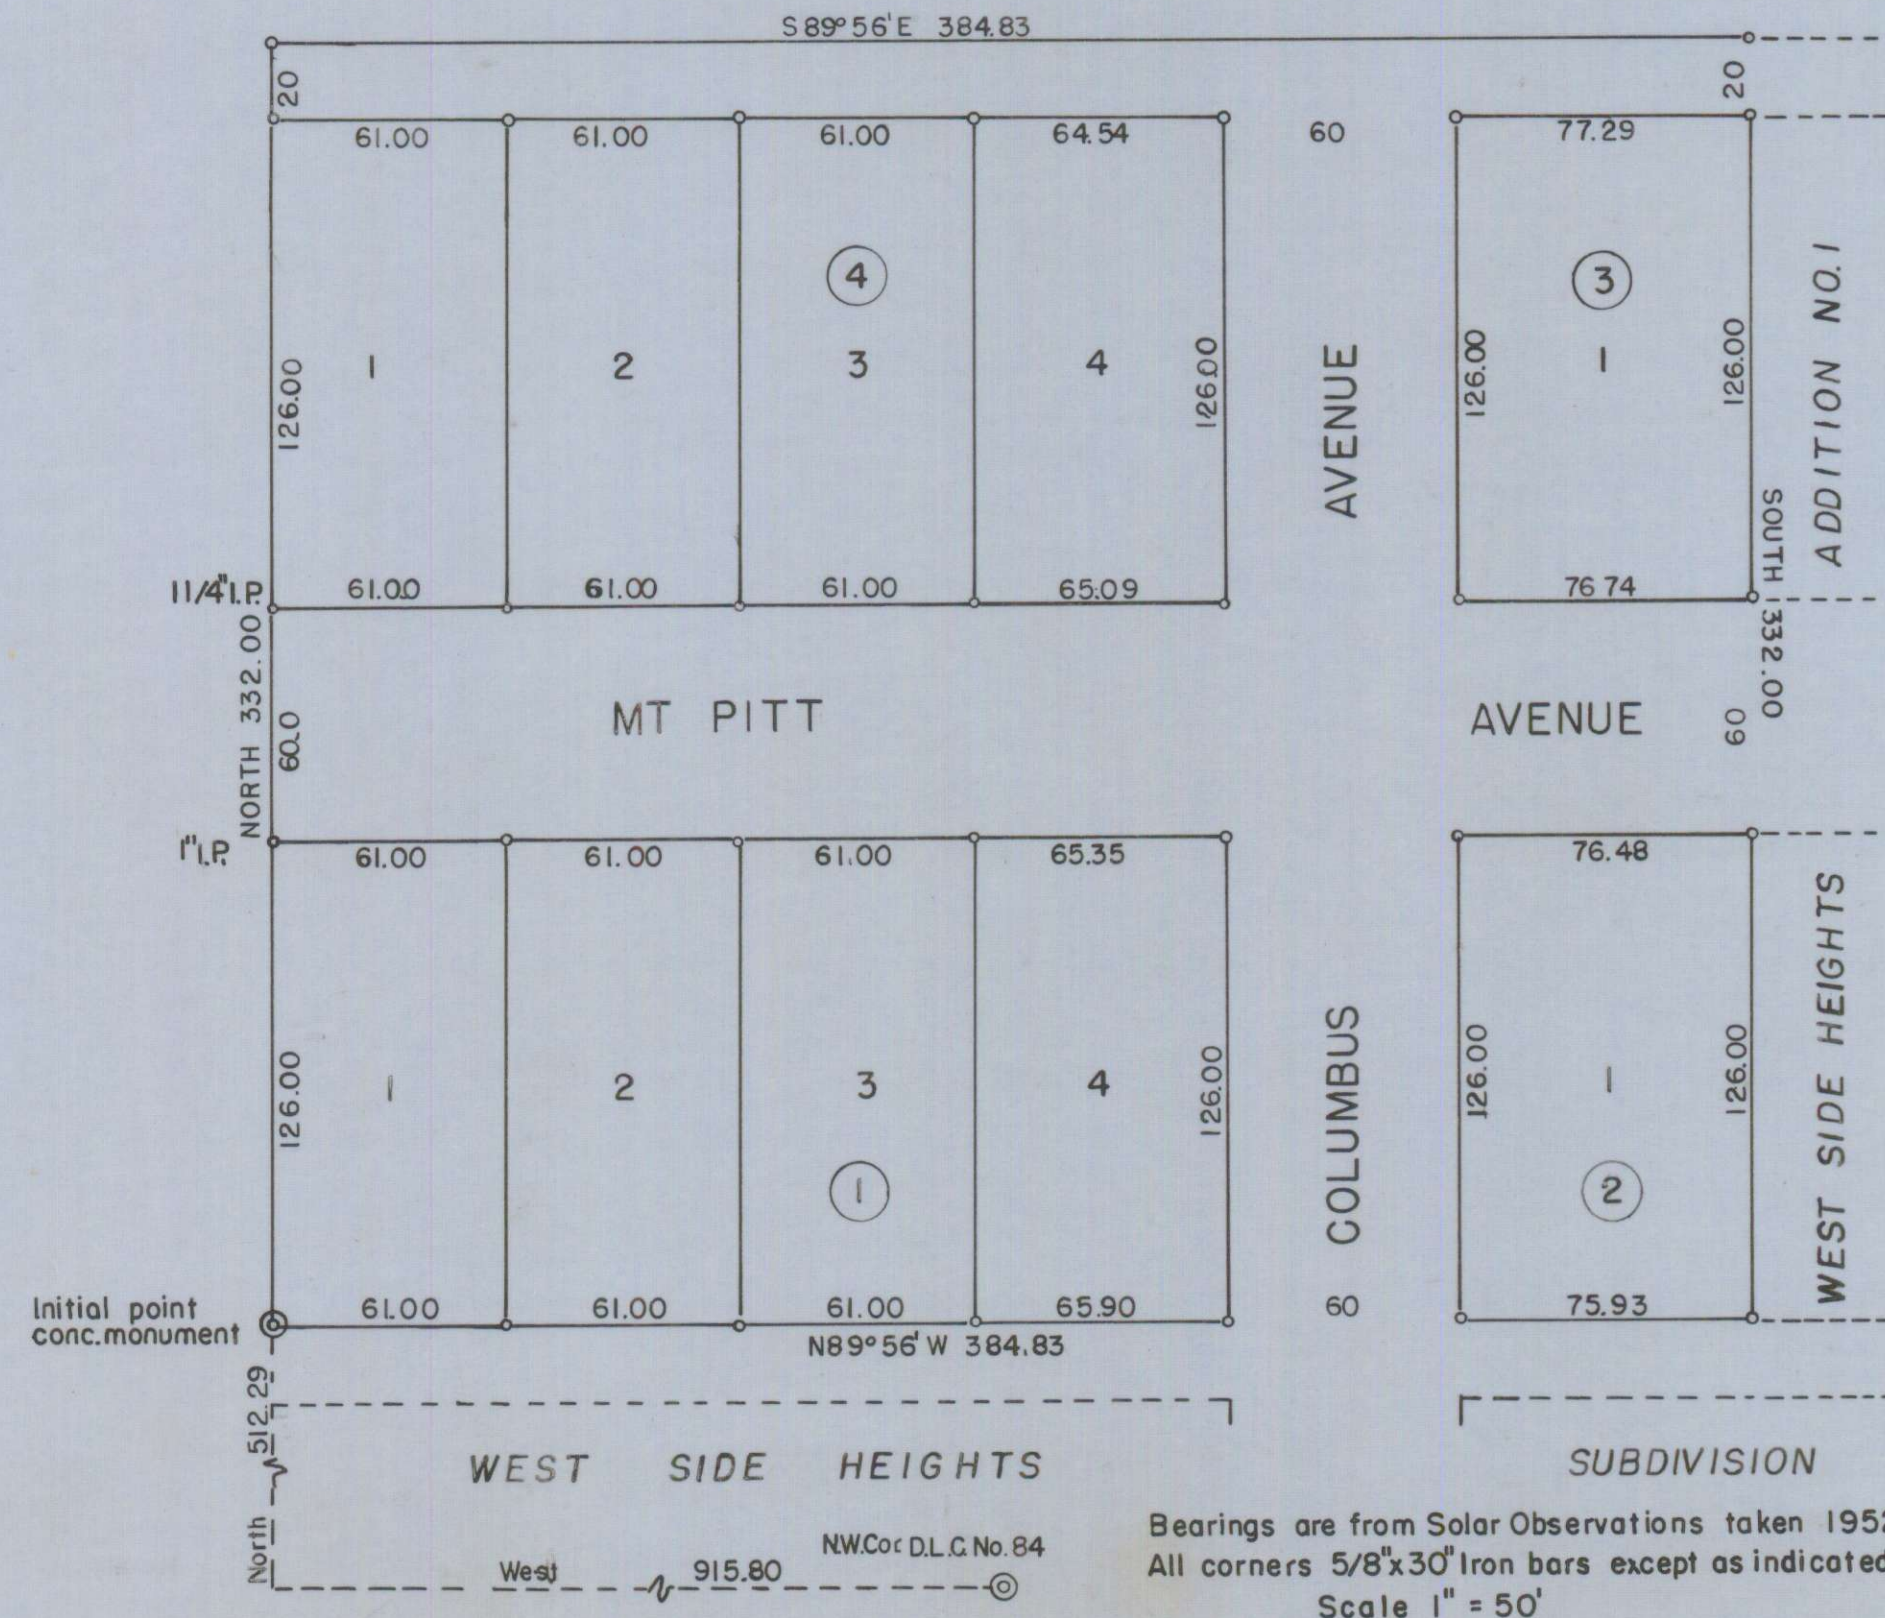 S 89° 56' E 384.83
20
20
61.00 61.00 61.00 64.54 60 77.29
4
3
126.00
1
2
3
4
126.00
AVENUE
126.00
1
126.00
ADDITION NO. 1
1 1/4" I.P.
61.00 61.00 61.00 65.09 76 74
SOUTH 332.00
NORTH 332.00
60.0
MT PITT AVENUE
60
1" I.P.
61.00 61.00 61.00 65.35 76.48
126.00
1
2
3
4
126.00
COLUMBUS
126.00
1
126.00
WEST SIDE HEIGHTS
1
2
Initial point
conc. monument
61.00 61.00 61.00 65.90 60 75.93
N 89° 56' W 384.83
North 512.29
WEST SIDE HEIGHTS SUBDIVISION
N.W. Cor. D.L.C. No. 84
West 915.80
Bearings are from Solar Observations taken 1952
All corners 5/8"x30" Iron bars except as indicated
Scale 1" = 50'